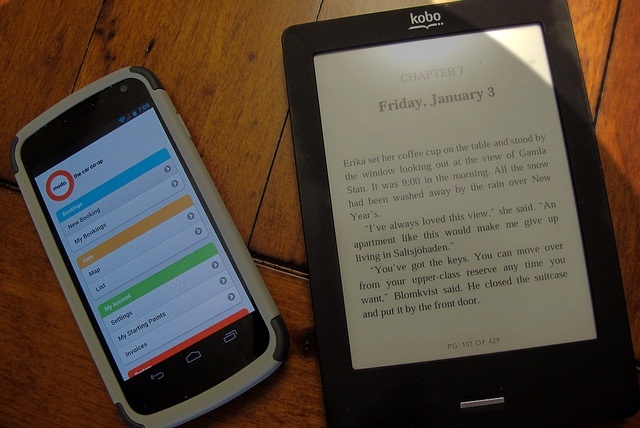 7:09
modo
the car co-op
Bookings
New Booking
My Bookings
Cars
Map
List
My Account
Settings
My Starting Points
Invoices
kobo
CHAPTER 7
Friday, January 3
Erika set her coffee cup on the table and stood by
the window looking out at the view of Gamla
Stan. It was 9:00 in the morning. All the snow
had been washed away by the rain over New
Year's.
"I've always loved this view," she said. "An
apartment like this would make me give up
living in Saltsjöbaden."
"You've got the keys. You can move over
from your upper-class reserve any time you
want," Blomkvist said. He closed the suitcase
and put it by the front door.
PG. 101 OF 429